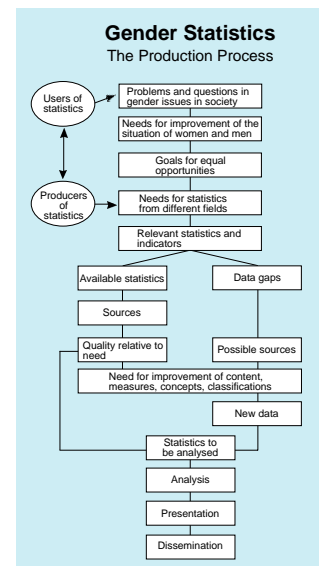 Gender Statistics
The Production Process
Users of
statistics
Problems and questions in
gender issues in society
Needs for improvement of the
situation of women and men
Goals for equal
opportunities
Producers
of
statistics
Needs for statistics
from different fields
Relevant statistics and
indicators
Available statistics
Data gaps
Sources
Quality relative to
need
Possible sources
Need for improvement of content,
measures, concepts, classifications
New data
Statistics to
be analysed
Analysis
Presentation
Dissemination